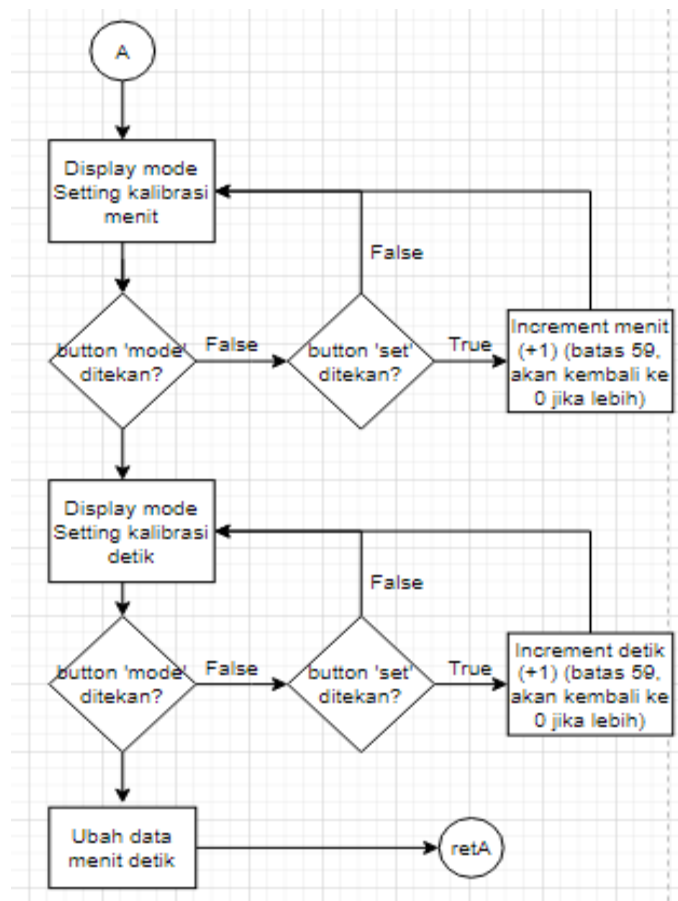 A
Display mode
Setting kalibrasi
menit
False
button 'mode'
ditekan?
False
button 'set'
ditekan?
True
Increment menit
(+1) (batas 59,
akan kembali ke
0 jika lebih)
Display mode
Setting kalibrasi
detik
False
button 'mode'
ditekan?
False
button 'set'
ditekan?
True
Increment detik
(+1) (batas 59,
akan kembali ke
0 jika lebih)
Ubah data
menit detik
retA